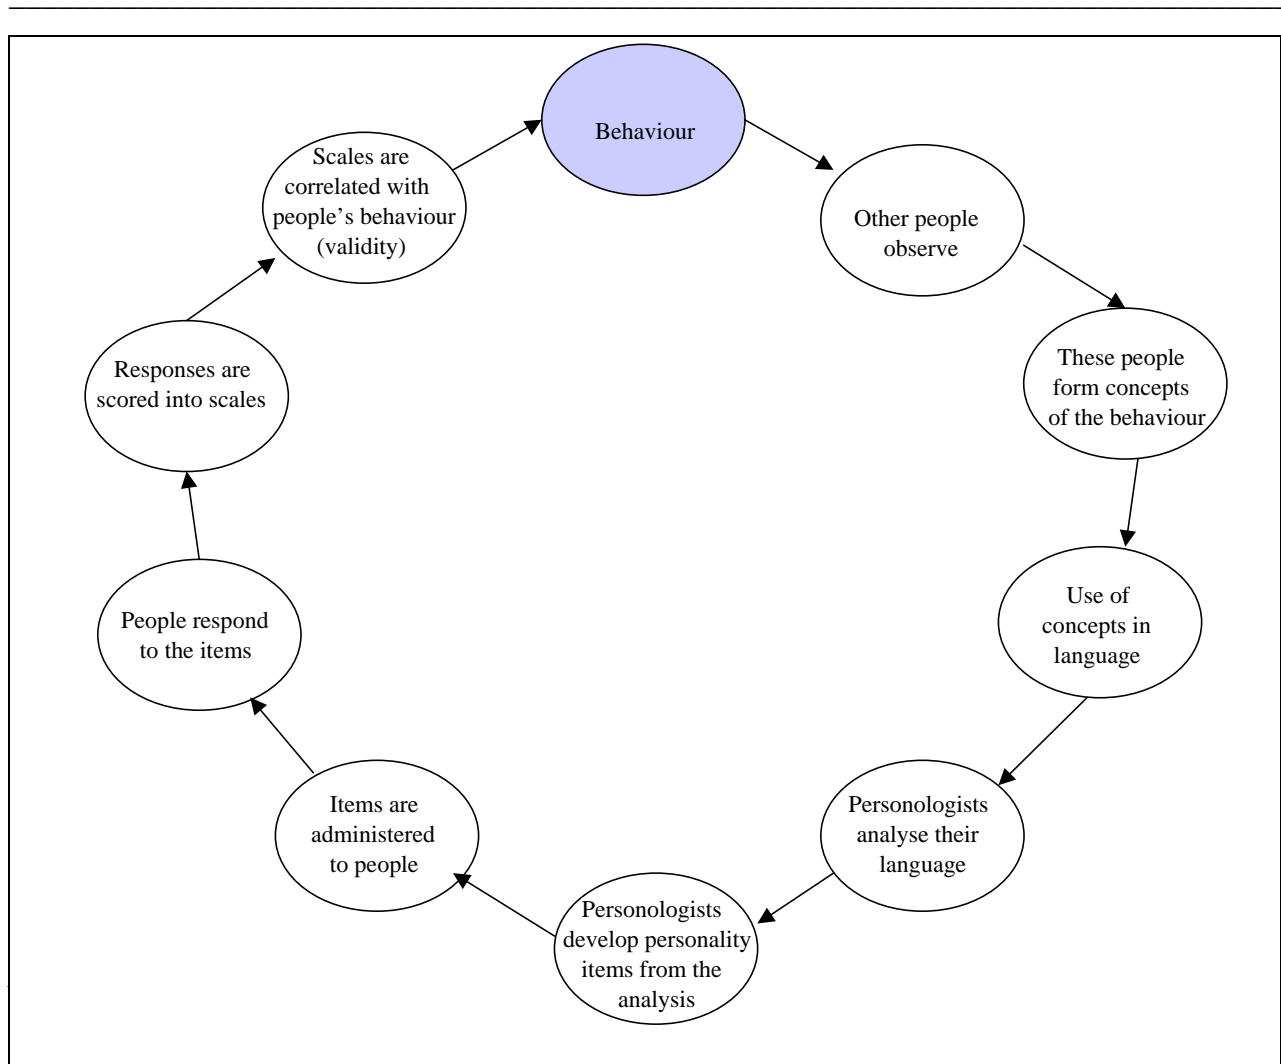 Behaviour
Other people
observe
These people
form concepts
of the behaviour
Use of
concepts in
language
Personologists
analyse their
language
Personologists
develop personality
items from the
analysis
Items are
administered
to people
People respond
to the items
Responses are
scored into scales
Scales are
correlated with
people’s behaviour
(validity)